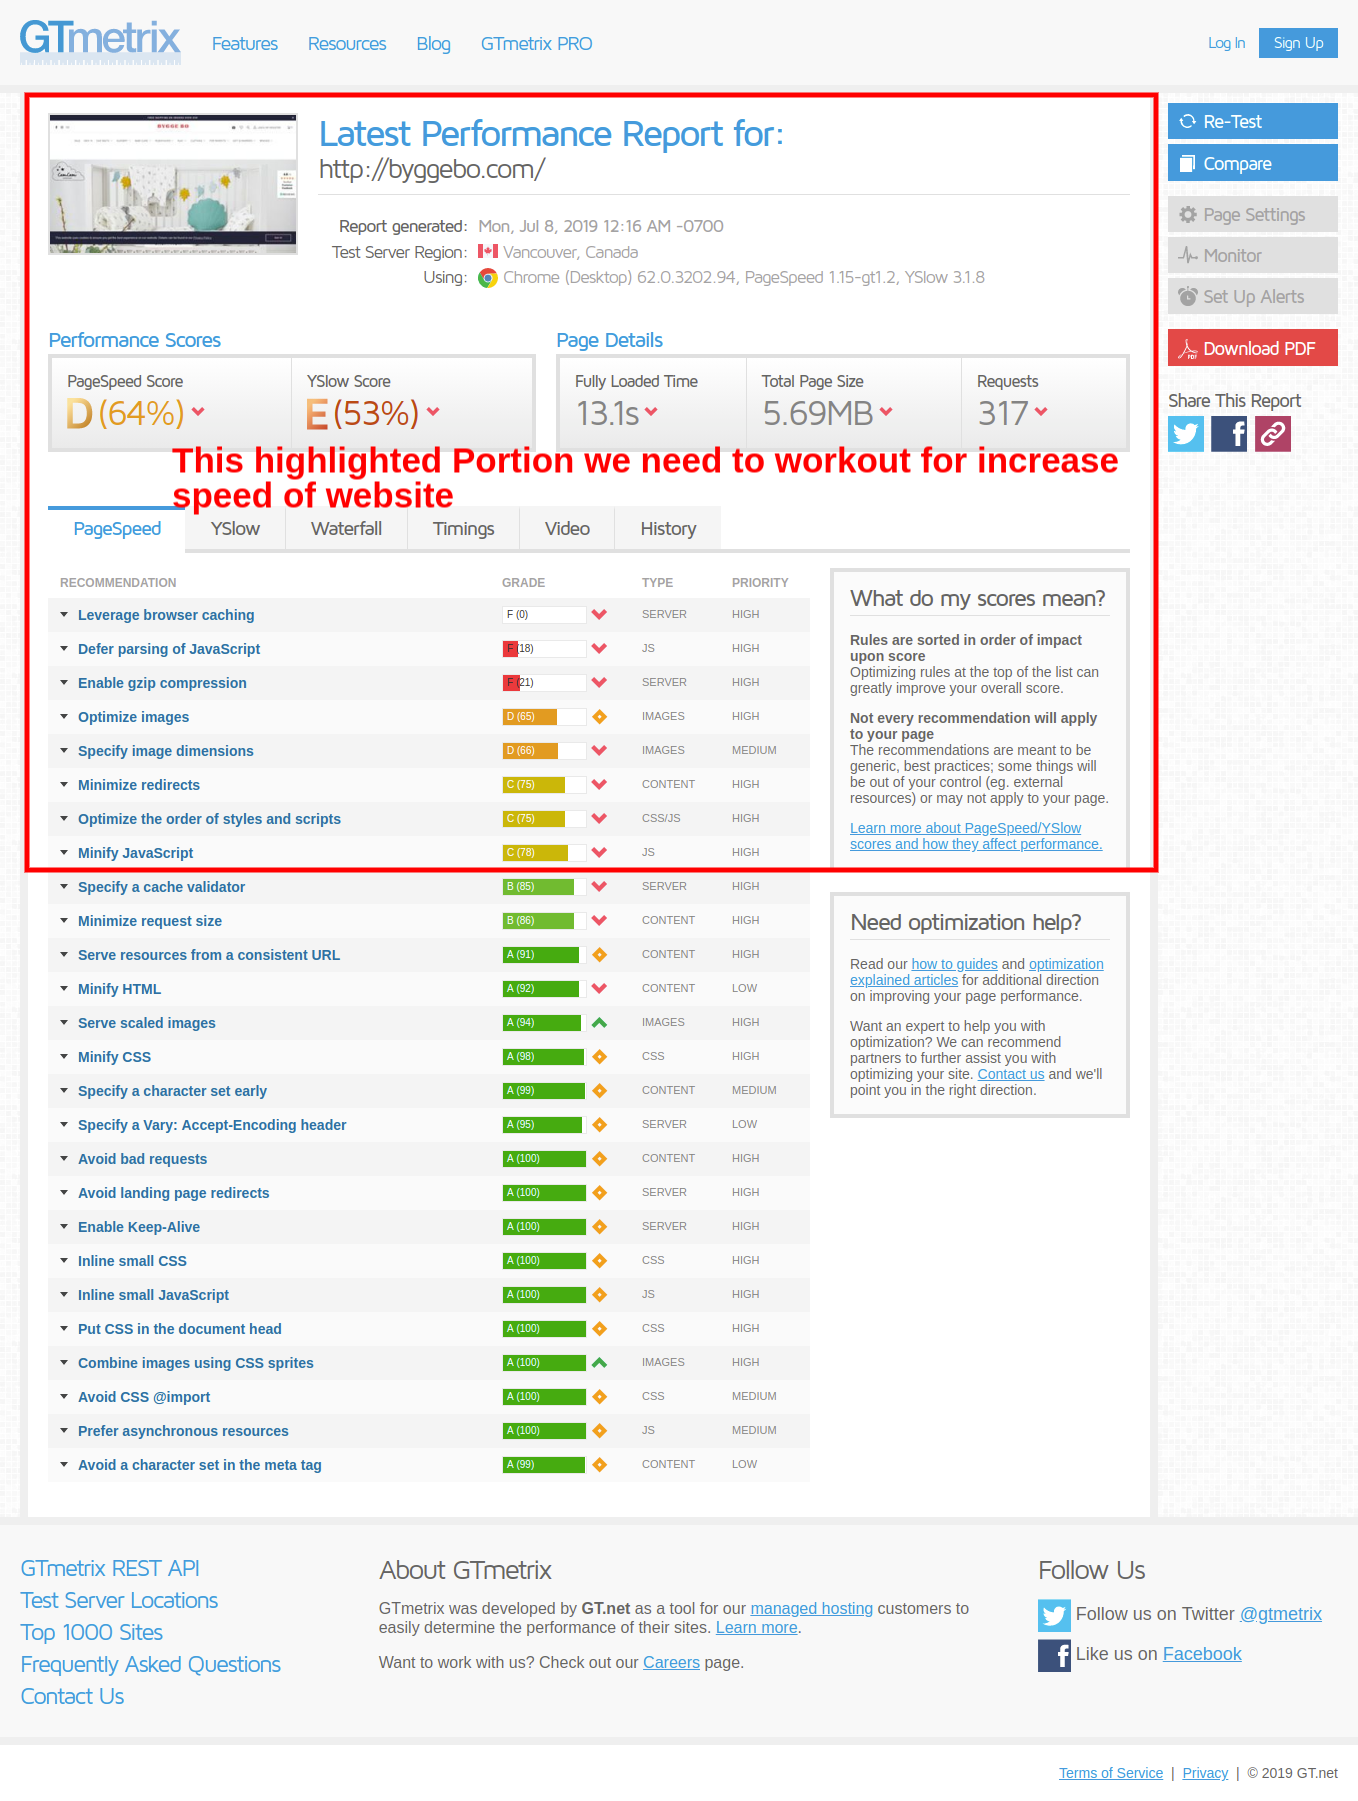 GTmetrix
Features Resources Blog GTmetrix PRO
Log In Sign Up
BYGGE BO
Latest Performance Report for:
http://byggebo.com/
Report generated: Mon, Jul 8, 2019 12:16 AM -0700
Test Server Region: Vancouver, Canada
Using: Chrome (Desktop) 62.0.3202.94, PageSpeed 1.15-gt1.2, YSlow 3.1.8
Re-Test
Compare
Page Settings
Monitor
Set Up Alerts
Download PDF
Share This Report
Performance Scores
PageSpeed Score YSlow Score
D (64%) E (53%)
Page Details
Fully Loaded Time Total Page Size Requests
13.1s 5.69MB 317
This highlighted Portion we need to workout for increase
speed of website
PageSpeed YSlow Waterfall Timings Video History
RECOMMENDATION GRADE TYPE PRIORITY
Leverage browser caching F (0) SERVER HIGH
Defer parsing of JavaScript F (18) JS HIGH
Enable gzip compression F (21) SERVER HIGH
Optimize images D (65) IMAGES HIGH
Specify image dimensions D (66) IMAGES MEDIUM
Minimize redirects C (75) CONTENT HIGH
Optimize the order of styles and scripts C (75) CSS/JS HIGH
Minify JavaScript C (78) JS HIGH
Specify a cache validator B (85) SERVER HIGH
Minimize request size B (86) CONTENT HIGH
Serve resources from a consistent URL A (91) CONTENT HIGH
Minify HTML A (92) CONTENT LOW
Serve scaled images A (94) IMAGES HIGH
Minify CSS A (98) CSS HIGH
Specify a character set early A (99) CONTENT MEDIUM
Specify a Vary: Accept-Encoding header A (95) SERVER LOW
Avoid bad requests A (100) CONTENT HIGH
Avoid landing page redirects A (100) SERVER HIGH
Enable Keep-Alive A (100) SERVER HIGH
Inline small CSS A (100) CSS HIGH
Inline small JavaScript A (100) JS HIGH
Put CSS in the document head A (100) CSS HIGH
Combine images using CSS sprites A (100) IMAGES HIGH
Avoid CSS @import A (100) CSS MEDIUM
Prefer asynchronous resources A (100) JS MEDIUM
Avoid a character set in the meta tag A (99) CONTENT LOW
What do my scores mean?
Rules are sorted in order of impact
upon score
Optimizing rules at the top of the list can
greatly improve your overall score.
Not every recommendation will apply
to your page
The recommendations are meant to be
generic, best practices; some things will
be out of your control (eg. external
resources) or may not apply to your page.
Learn more about PageSpeed/YSlow
scores and how they affect performance.
Need optimization help?
Read our how to guides and optimization
explained articles for additional direction
on improving your page performance.
Want an expert to help you with
optimization? We can recommend
partners to further assist you with
optimizing your site. Contact us and we'll
point you in the right direction.
GTmetrix REST API
Test Server Locations
Top 1000 Sites
Frequently Asked Questions
Contact Us
About GTmetrix
GTmetrix was developed by GT.net as a tool for our managed hosting customers to
easily determine the performance of their sites. Learn more.
Want to work with us? Check out our Careers page.
Follow Us
Follow us on Twitter @gtmetrix
Like us on Facebook
Terms of Service | Privacy | © 2019 GT.net